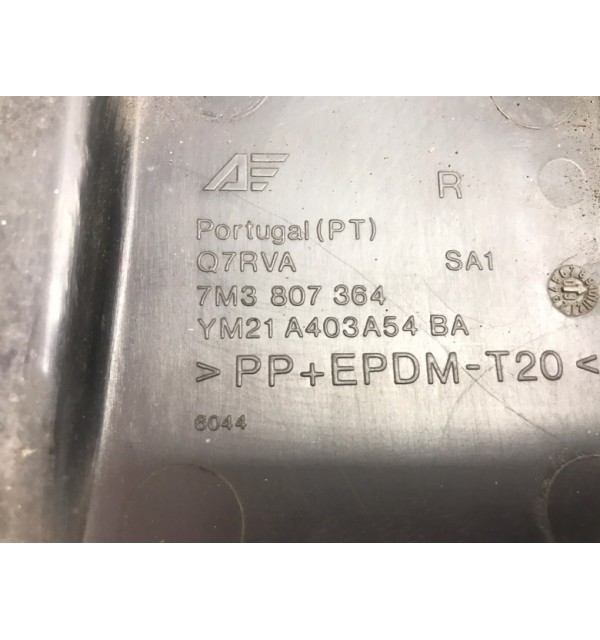 AE R
Portugal (PT)
Q7RVA SA1
7M3 807 364
YM21 A403A54 BA
> PP+EPDM-T20 <
6044